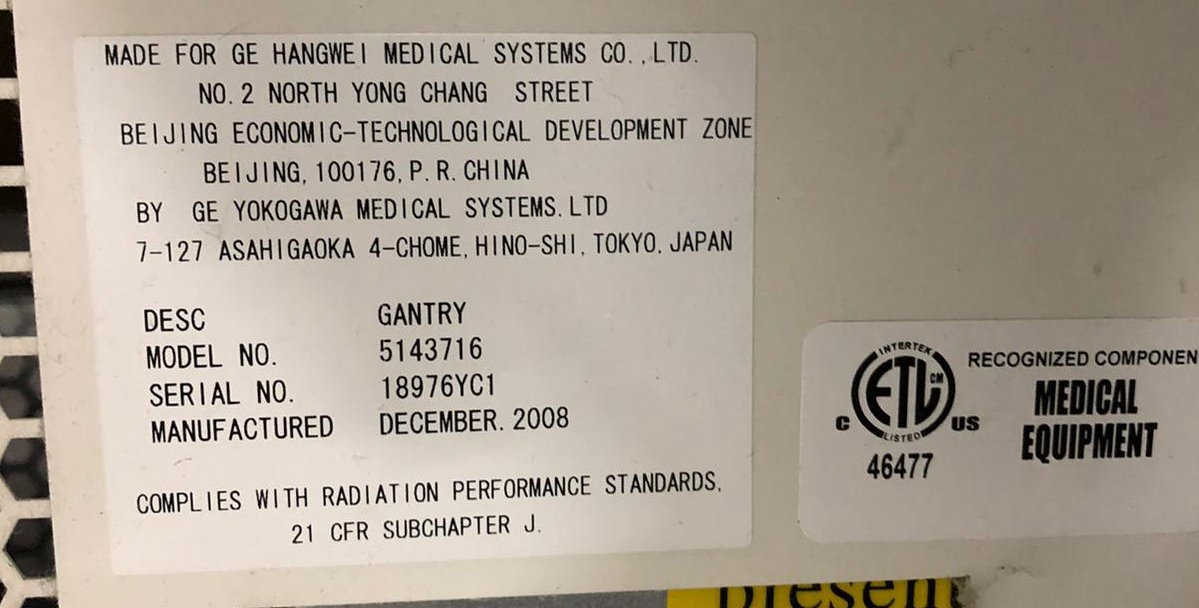 MADE FOR GE HANGWEI MEDICAL SYSTEMS CO.,LTD.
NO.2 NORTH YONG CHANG STREET
BEIJING ECONOMIC-TECHNOLOGICAL DEVELOPMENT ZONE
BEIJING, 100176, P. R. CHINA
BY GE YOKOGAWA MEDICAL SYSTEMS.LTD
7-127 ASAHIGAOKA 4-CHOME, HINO-SHI, TOKYO, JAPAN
DESC GANTRY
MODEL NO. 5143716
SERIAL NO. 18976YC1
MANUFACTURED DECEMBER. 2008
COMPLIES WITH RADIATION PERFORMANCE STANDARDS,
21 CFR SUBCHAPTER J.
INTERTEK
ETL CM
LISTED
C US
46477
RECOGNIZED COMPONEN
MEDICAL
EQUIPMENT
present